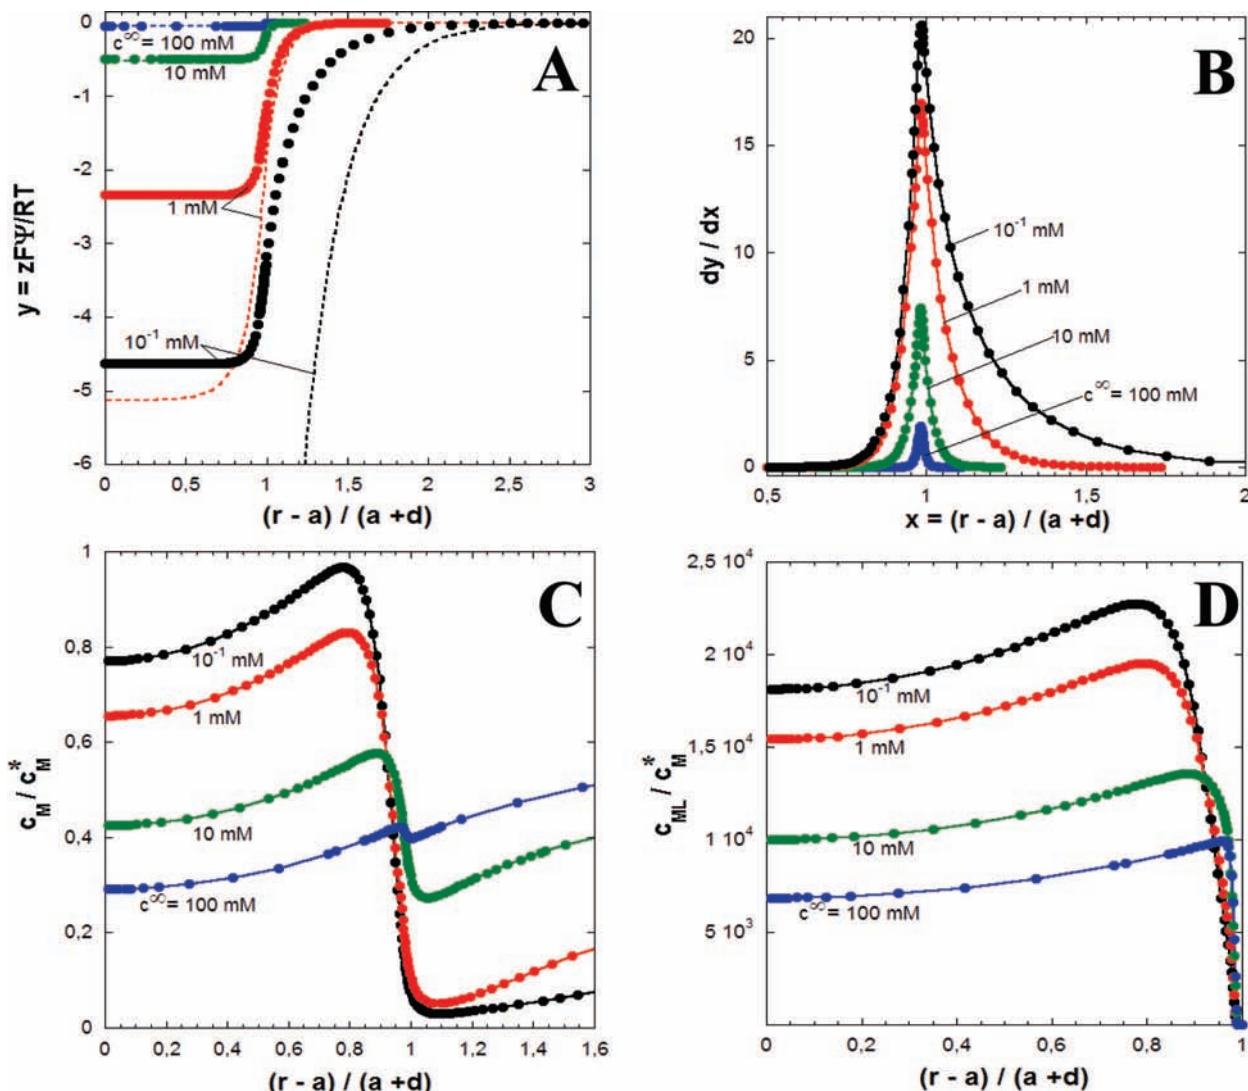 A
0
-1
-2
-3
-4
-5
-6
y = zFΨ/RT
c∞= 100 mM
10 mM
1 mM
10⁻¹ mM
0 0,5 1 1,5 2 2,5 3
(r - a) / (a +d)
B
20
15
10
5
0
dy / dx
10⁻¹ mM
1 mM
10 mM
c∞= 100 mM
0,5 1 1,5 2
x = (r - a) / (a +d)
C
1
0,8
0,6
0,4
0,2
0
c_M / c*_M
10⁻¹ mM
1 mM
10 mM
c∞= 100 mM
0 0,2 0,4 0,6 0,8 1 1,2 1,4 1,6
(r - a) / (a +d)
D
2,5 10⁴
2 10⁴
1,5 10⁴
1 10⁴
5 10³
c_ML / c*_M
10⁻¹ mM
1 mM
10 mM
c∞= 100 mM
0 0,2 0,4 0,6 0,8 1
(r - a) / (a +d)